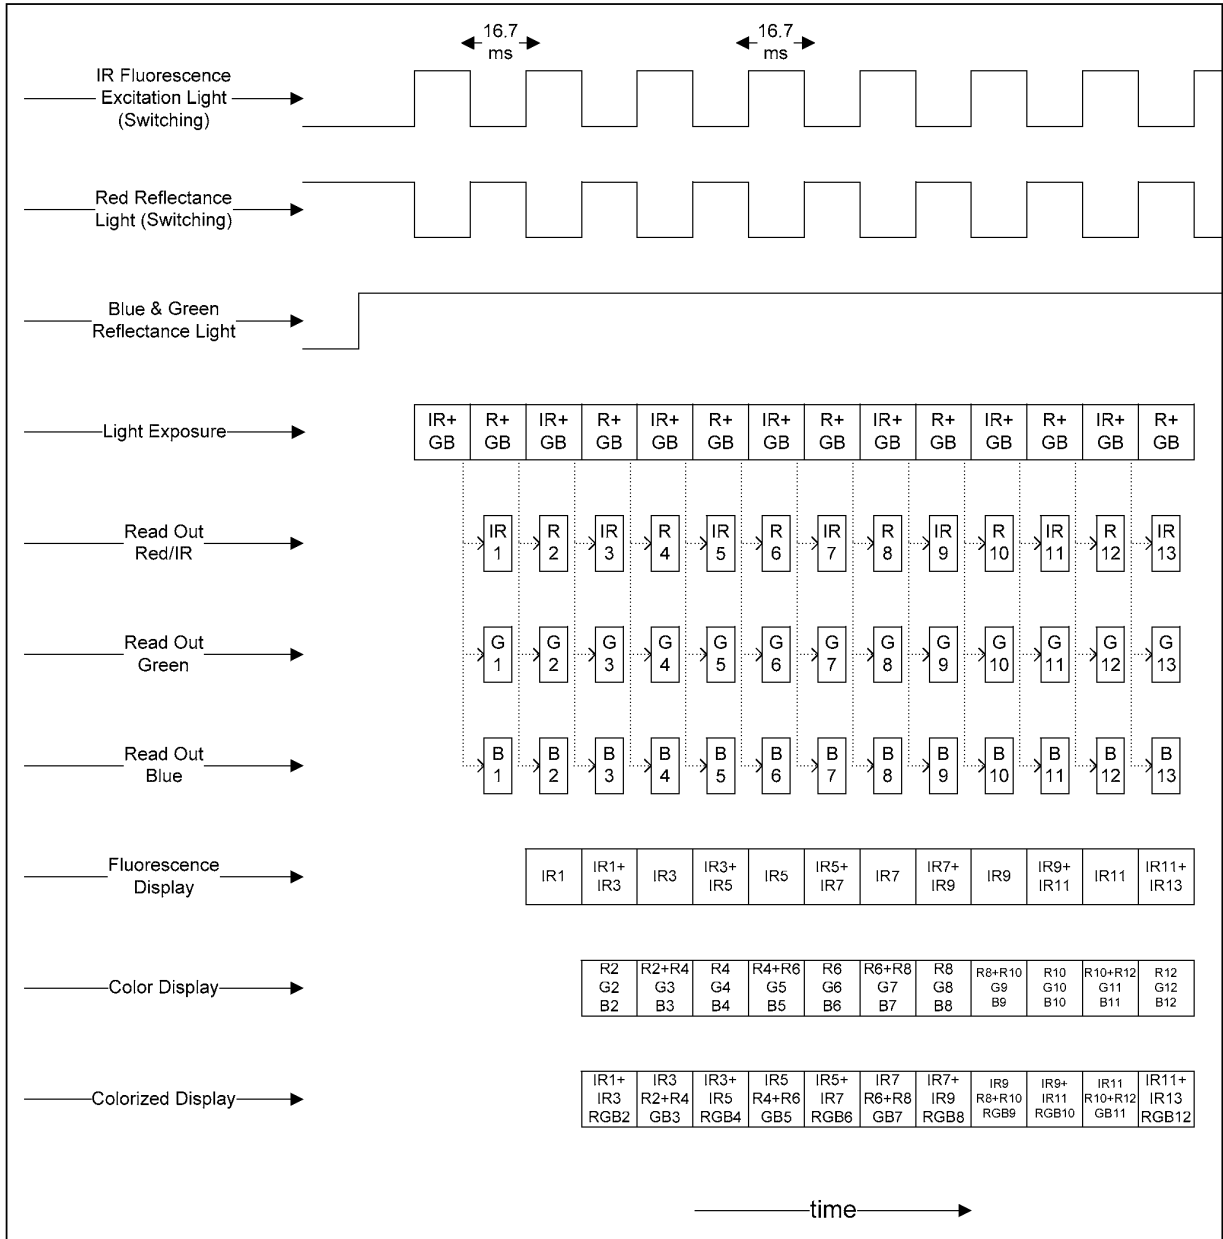 16.7
ms
16.7
ms
IR Fluorescence
Excitation Light
(Switching)
Red Reflectance
Light (Switching)
Blue & Green
Reflectance Light
Light Exposure
IR+ R+ IR+ R+ IR+ R+ IR+ R+ IR+ R+ IR+ R+ IR+ R+
GB GB GB GB GB GB GB GB GB GB GB GB GB GB
Read Out
Red/IR
IR R IR R IR R IR R IR R IR R IR
1 2 3 4 5 6 7 8 9 10 11 12 13
Read Out
Green
G G G G G G G G G G G G G
1 2 3 4 5 6 7 8 9 10 11 12 13
Read Out
Blue
B B B B B B B B B B B B B
1 2 3 4 5 6 7 8 9 10 11 12 13
Fluorescence
Display
IR1 IR1+ IR3 IR3+ IR5 IR5+ IR7 IR7+ IR9 IR9+ IR11 IR11+
IR3 IR5 IR7 IR9 IR11 IR13
Color Display
R2 R2+R4 R4 R4+R6 R6 R6+R8 R8 R8+R10 R10 R10+R12 R12
G2 G3 G4 G5 G6 G7 G8 G9 G10 G11 G12
B2 B3 B4 B5 B6 B7 B8 B9 B10 B11 B12
Colorized Display
IR1+ IR3 IR3+ IR5 IR5+ IR7 IR7+ IR9 IR9+ IR11 IR11+
IR3 R2+R4 IR5 R4+R6 IR7 R6+R8 IR9 R8+R10 IR11 R10+R12 IR13
RGB2 GB3 RGB4 GB5 RGB6 GB7 RGB8 RGB9 RGB10 GB11 RGB12
time